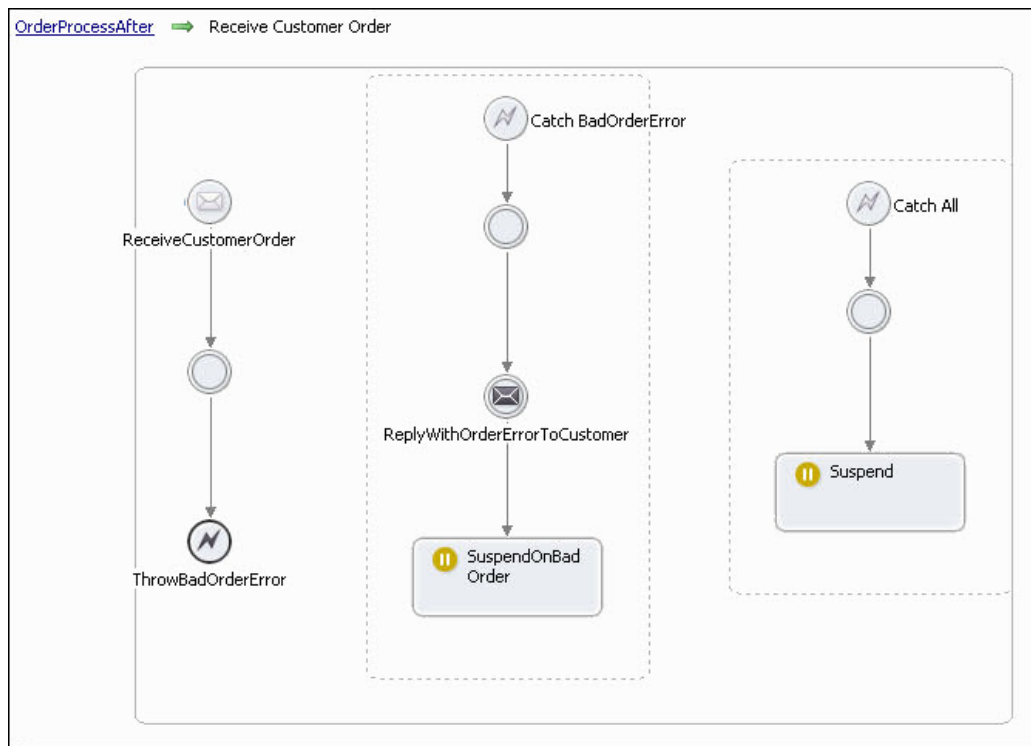 OrderProcessAfter Receive Customer Order
Catch BadOrderError
Catch All
ReceiveCustomerOrder
ReplyWithOrderErrorToCustomer
Suspend
SuspendOnBad
Order
ThrowBadOrderError